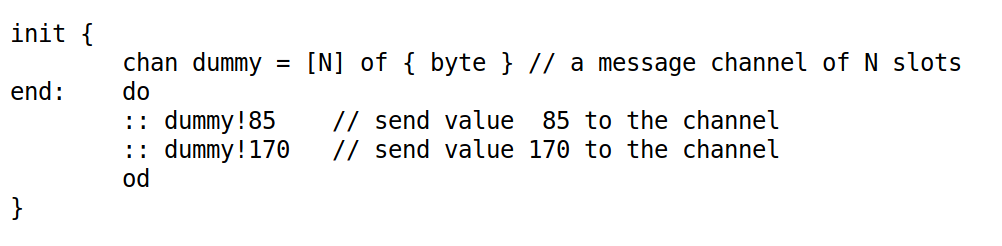 init {
        chan dummy = [N] of { byte } // a message channel of N slots
end:    do
        :: dummy!85    // send value  85 to the channel
        :: dummy!170   // send value 170 to the channel
        od
}